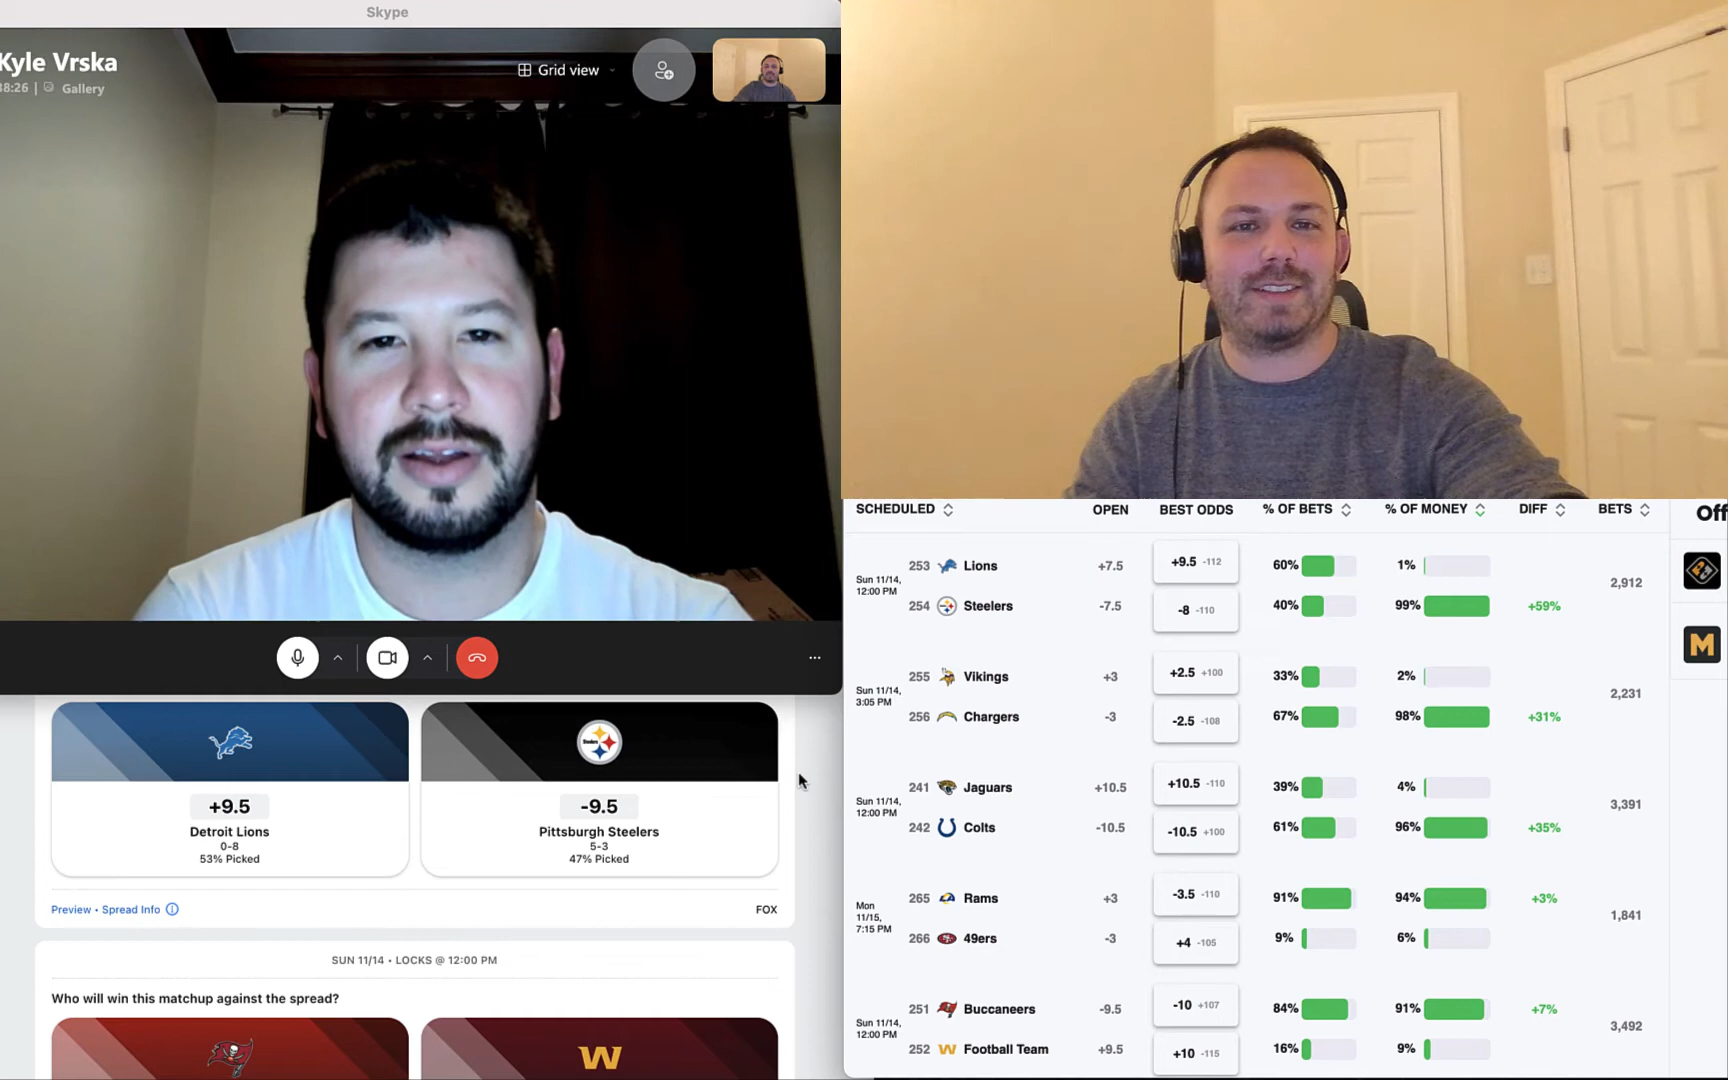 Skype
Kyle Vrska
38:26 | Gallery
Grid view
+9.5
Detroit Lions
0-8
53% Picked
-9.5
Pittsburgh Steelers
5-3
47% Picked
Preview • Spread Info
FOX
SUN 11/14 • LOCKS @ 12:00 PM
Who will win this matchup against the spread?
W
SCHEDULED OPEN BEST ODDS % OF BETS % OF MONEY DIFF BETS
Off
Sun 11/14,
12:00 PM
253 Lions +7.5 +9.5 -112 60% 1%
2,912
254 Steelers -7.5 -8 -110 40% 99% +59%
M
Sun 11/14,
3:05 PM
255 Vikings +3 +2.5 +100 33% 2%
2,231
256 Chargers -3 -2.5 -108 67% 98% +31%
Sun 11/14,
12:00 PM
241 Jaguars +10.5 +10.5 -110 39% 4%
3,391
242 Colts -10.5 -10.5 +100 61% 96% +35%
Mon
11/15,
7:15 PM
265 Rams +3 -3.5 -110 91% 94% +3%
1,841
266 49ers -3 +4 -105 9% 6%
Sun 11/14,
12:00 PM
251 Buccaneers -9.5 -10 +107 84% 91% +7%
3,492
252 W Football Team +9.5 +10 -115 16% 9%